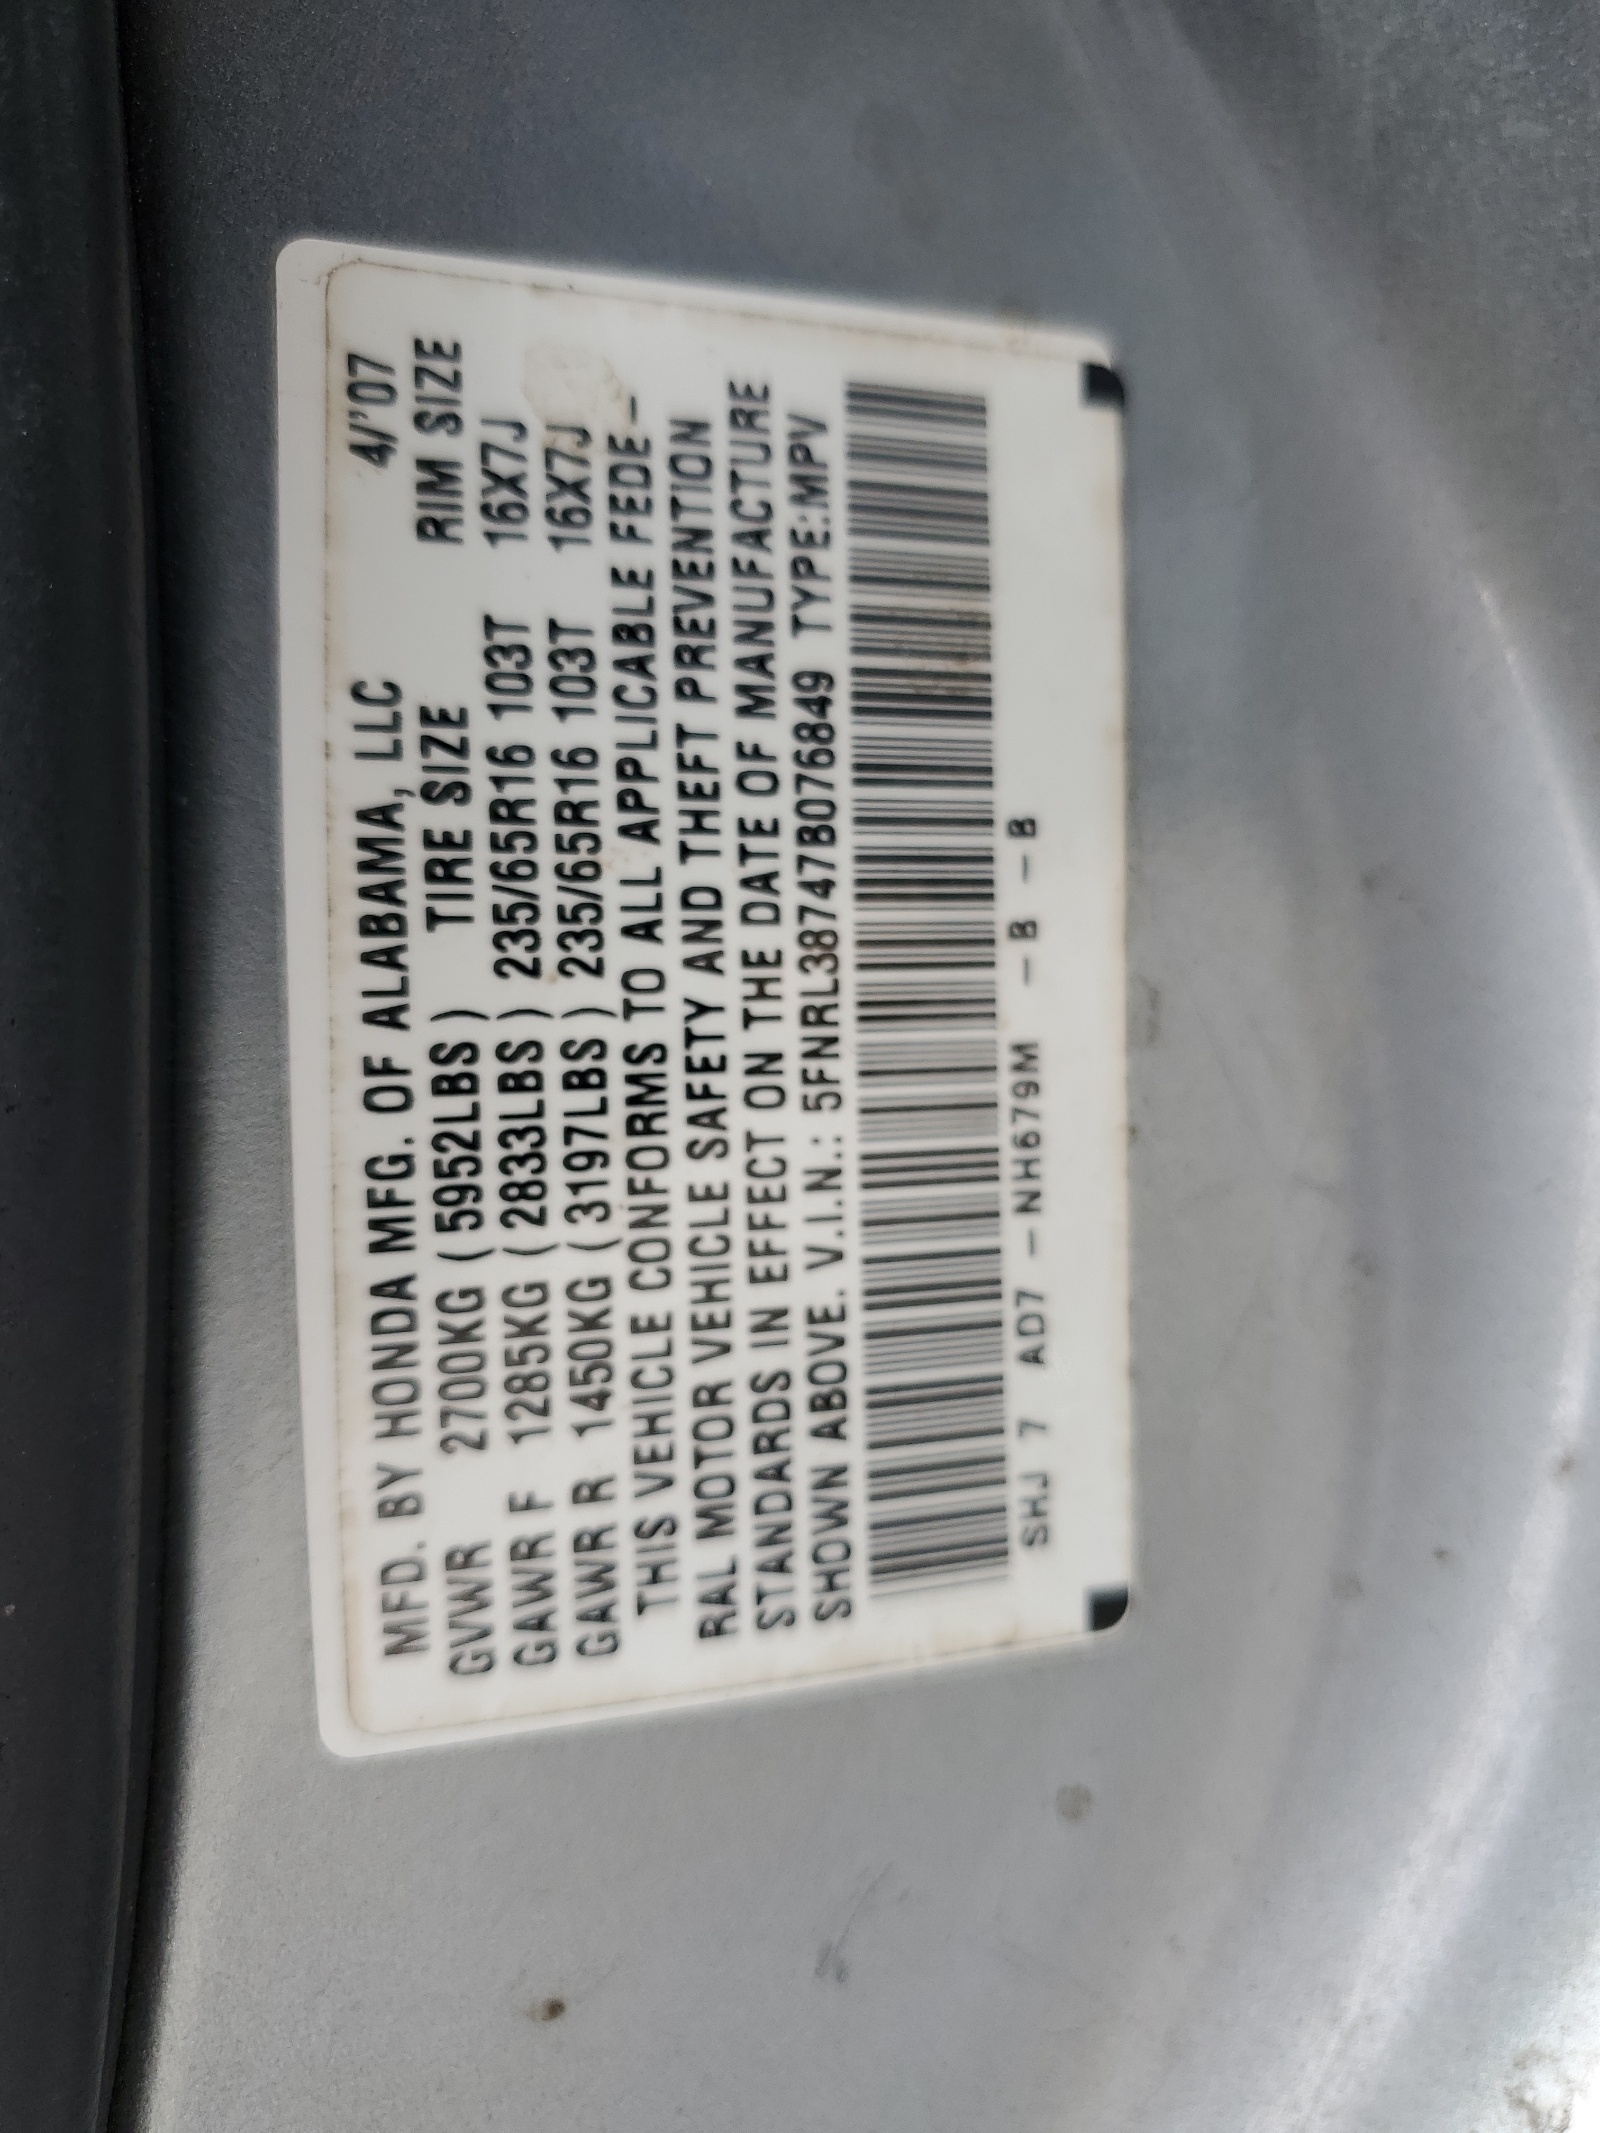 MFD. BY HONDA MFG. OF ALABAMA, LLC 4/'07
GVWR 2700KG (5952LBS) TIRE SIZE RIM SIZE
GAWR F 1285KG (2833LBS) 235/65R16 103T 16X7J
GAWR R 1450KG (3197LBS) 235/65R16 103T 16X7J
THIS VEHICLE CONFORMS TO ALL APPLICABLE FEDE-
RAL MOTOR VEHICLE SAFETY AND THEFT PREVENTION
STANDARDS IN EFFECT ON THE DATE OF MANUFACTURE
SHOWN ABOVE. V.I.N.: 5FNRL38747B076849 TYPE:MPV
SHJ 7 AD7 -NH679M -B -B